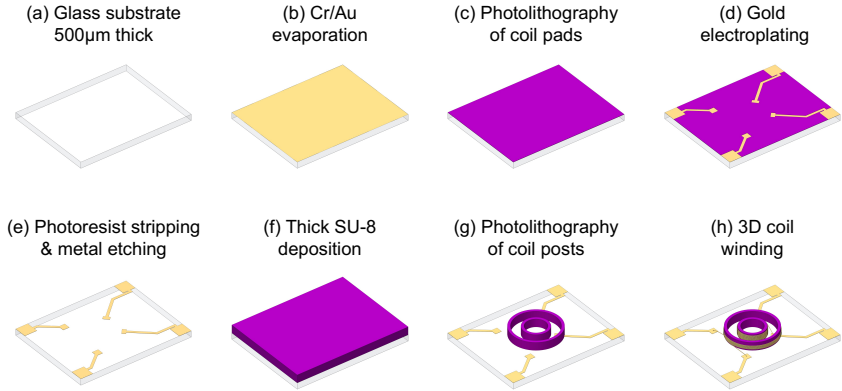 (a) Glass substrate
500μm thick
(b) Cr/Au
evaporation
(c) Photolithography
of coil pads
(d) Gold
electroplating
(e) Photoresist stripping
& metal etching
(f) Thick SU-8
deposition
(g) Photolithography
of coil posts
(h) 3D coil
winding